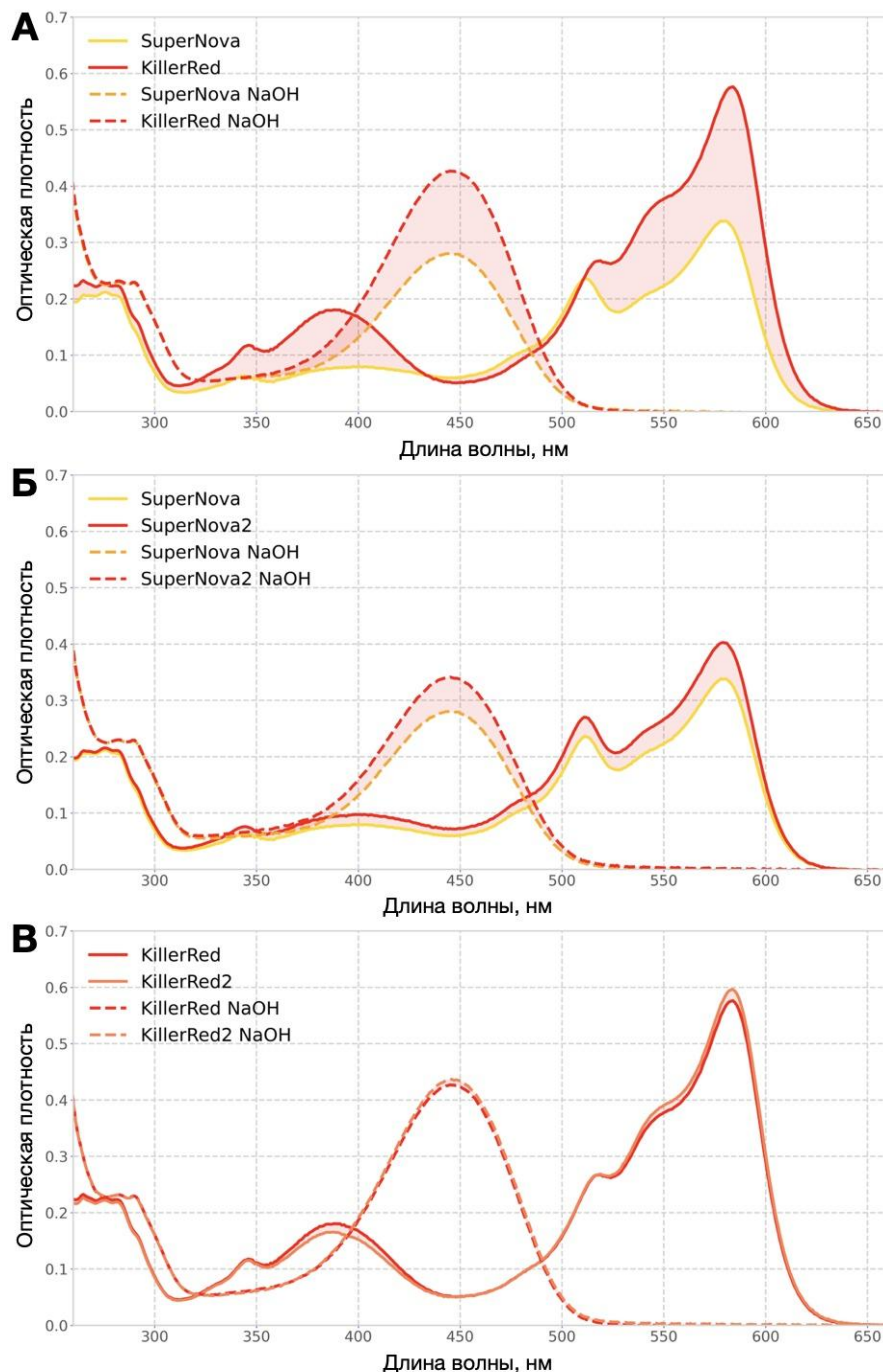 А
0.7
0.6
0.5
0.4
0.3
0.2
0.1
0.0
Оптическая плотность
SuperNova
KillerRed
SuperNova NaOH
KillerRed NaOH
300 350 400 450 500 550 600 650
Длина волны, нм
Б
0.7
0.6
0.5
0.4
0.3
0.2
0.1
0.0
Оптическая плотность
SuperNova
SuperNova2
SuperNova NaOH
SuperNova2 NaOH
300 350 400 450 500 550 600 650
Длина волны, нм
В
0.7
0.6
0.5
0.4
0.3
0.2
0.1
0.0
Оптическая плотность
KillerRed
KillerRed2
KillerRed NaOH
KillerRed2 NaOH
300 350 400 450 500 550 600 650
Длина волны, нм